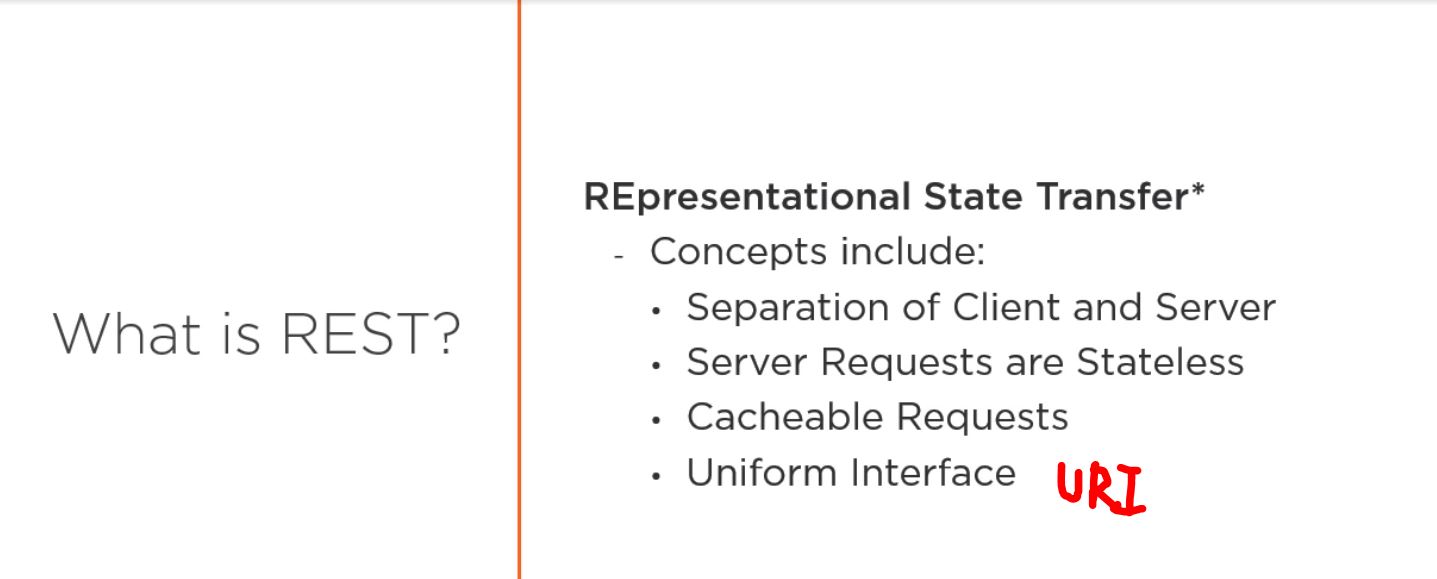 What is REST?
REpresentational State Transfer*
- Concepts include:
• Separation of Client and Server
• Server Requests are Stateless
• Cacheable Requests
• Uniform Interface URI